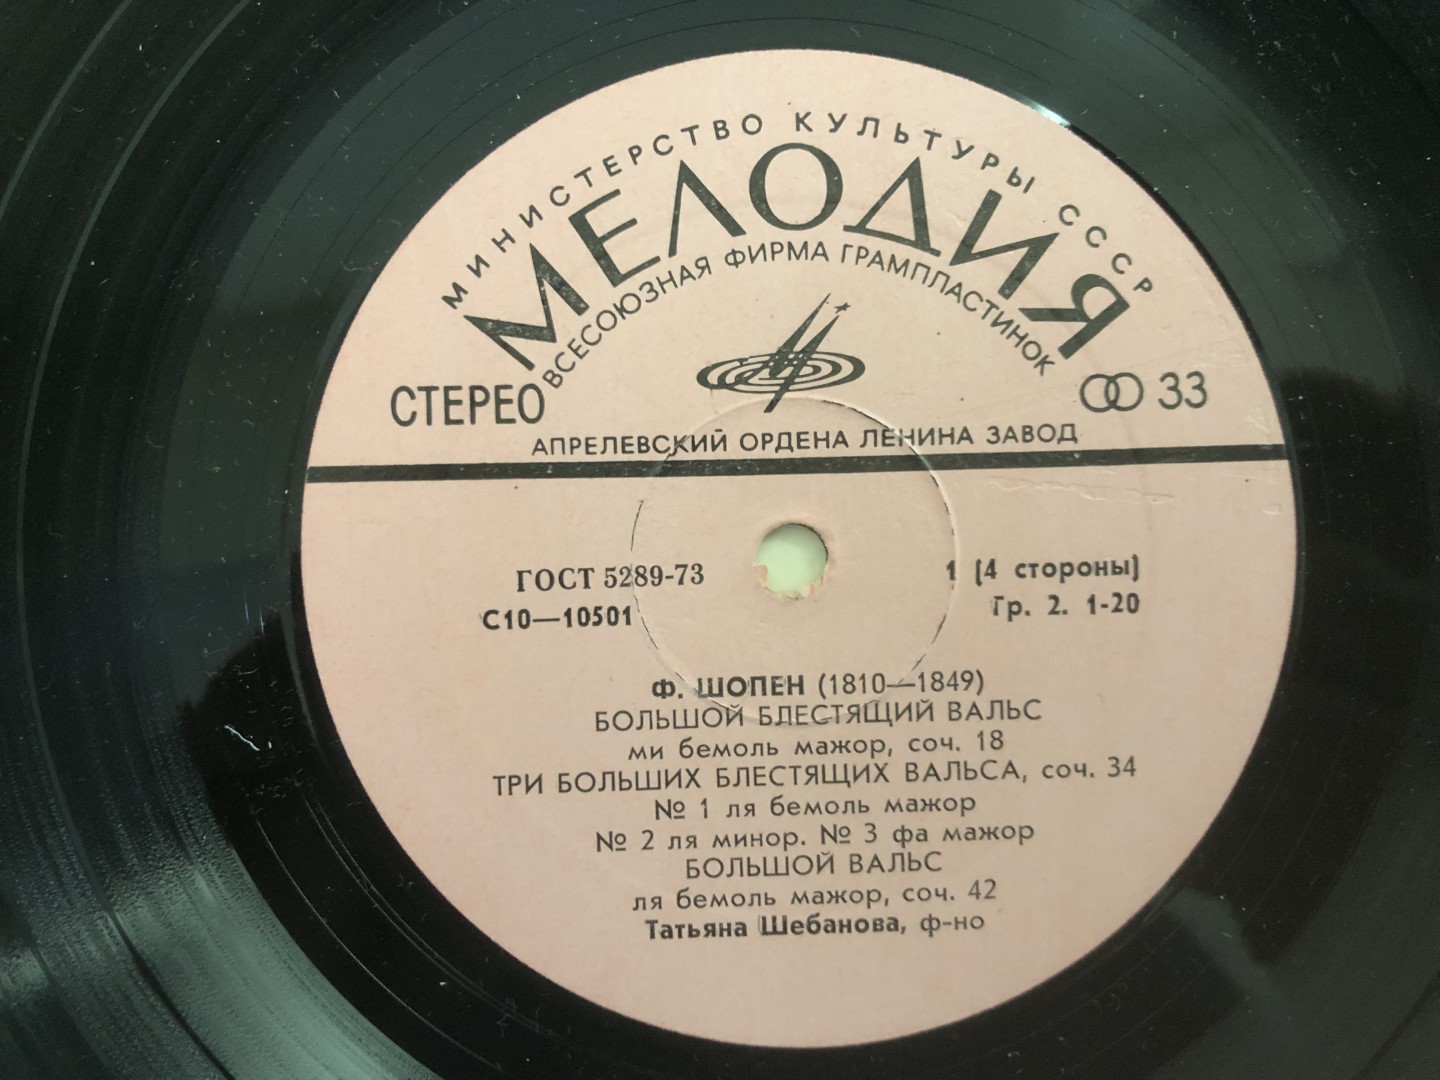 МИНИСТЕРСТВО КУЛЬТУРЫ СССР
МЕЛОДИЯ
ВСЕСОЮЗНАЯ ФИРМА ГРАМПЛАСТИНОК
СТЕРЕО
33
АПРЕЛЕВСКИЙ ОРДЕНА ЛЕНИНА ЗАВОД
ГОСТ 5289-73
1 (4 стороны)
С10—10501
Гр. 2. 1-20
Ф. ШОПЕН (1810—1849)
БОЛЬШОЙ БЛЕСТЯЩИЙ ВАЛЬС
ми бемоль мажор, соч. 18
ТРИ БОЛЬШИХ БЛЕСТЯЩИХ ВАЛЬСА, соч. 34
№ 1 ля бемоль мажор
№ 2 ля минор. № 3 фа мажор
БОЛЬШОЙ ВАЛЬС
ля бемоль мажор, соч. 42
Татьяна Шебанова, ф-но